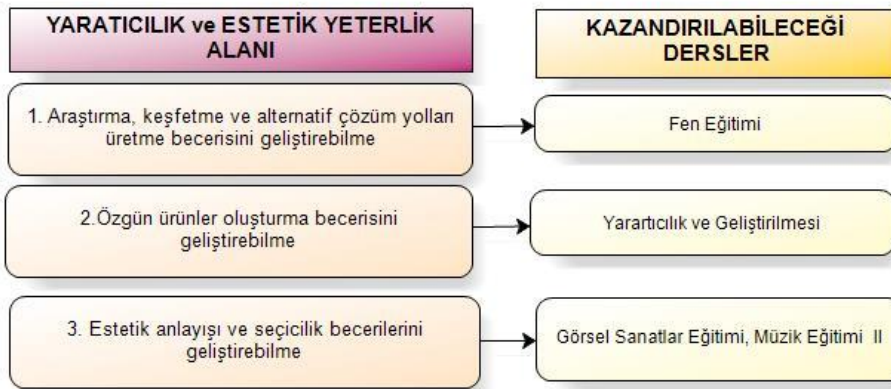 YARATICILIK ve ESTETİK YETERLİK
ALANI
KAZANDIRILABİLECEĞİ
DERSLER
1. Araştırma, keşfetme ve alternatif çözüm yolları
üretme becerisini geliştirebilme
Fen Eğitimi
2.Özgün ürünler oluşturma becerisini
geliştirebilme
Yarartıcılık ve Geliştirilmesi
3. Estetik anlayışı ve seçicilik becerilerini
geliştirebilme
Görsel Sanatlar Eğitimi, Müzik Eğitimi II